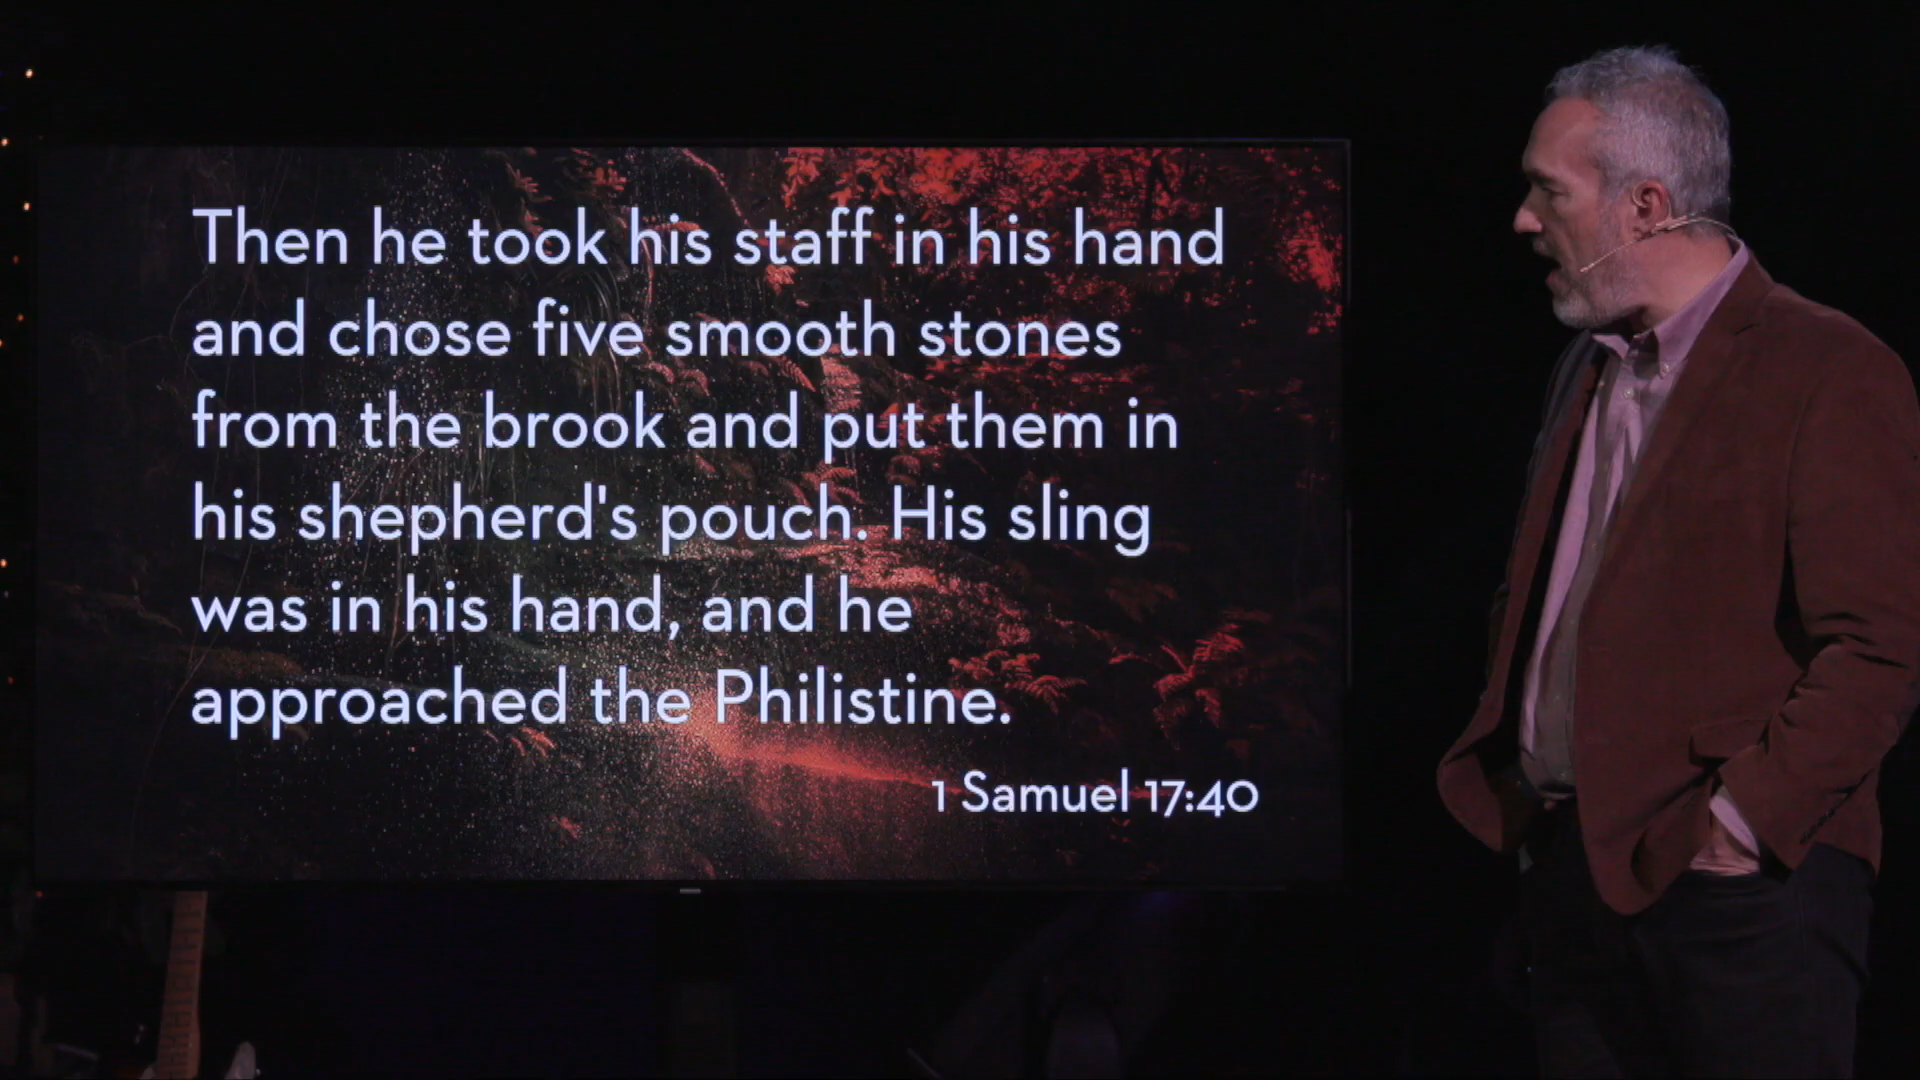 Then he took his staff in his hand
and chose five smooth stones
from the brook and put them in
his shepherd's pouch. His sling
was in his hand, and he
approached the Philistine.
1 Samuel 17:40